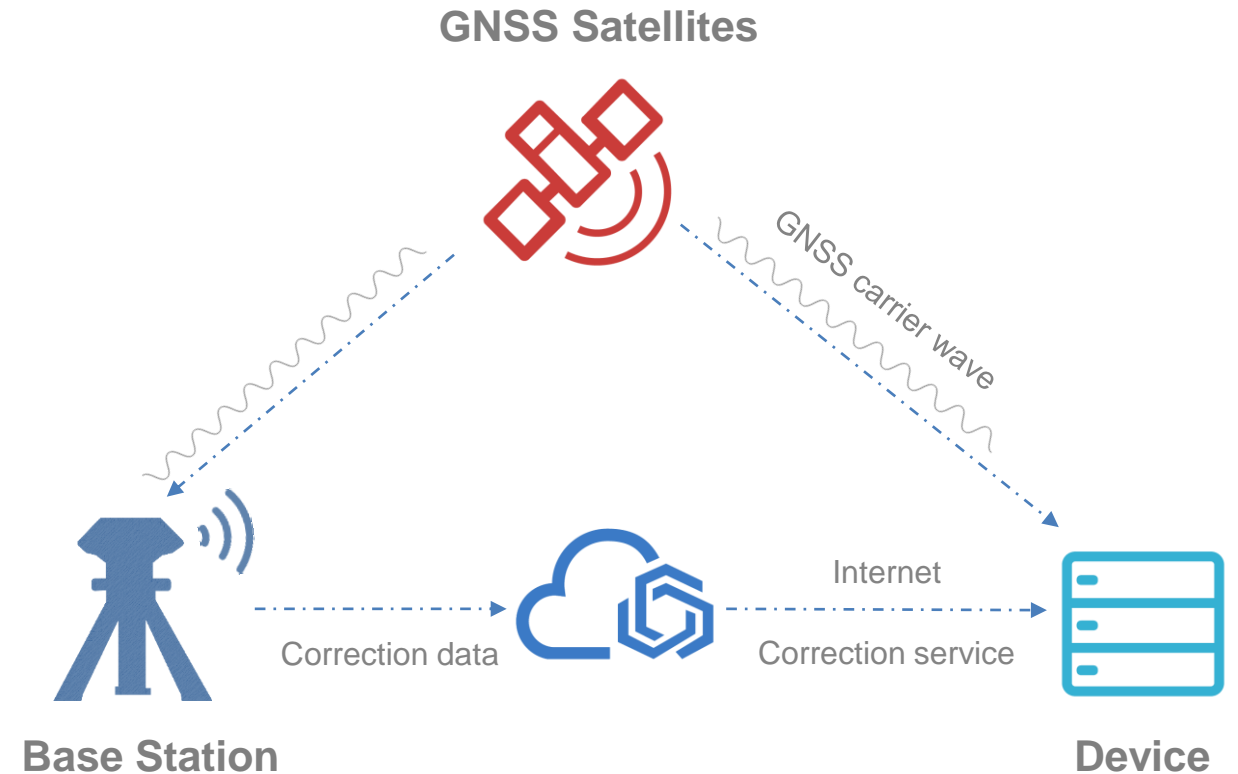 GNSS Satellites
GNSS carrier wave
Internet
Correction data
Correction service
Base Station
Device